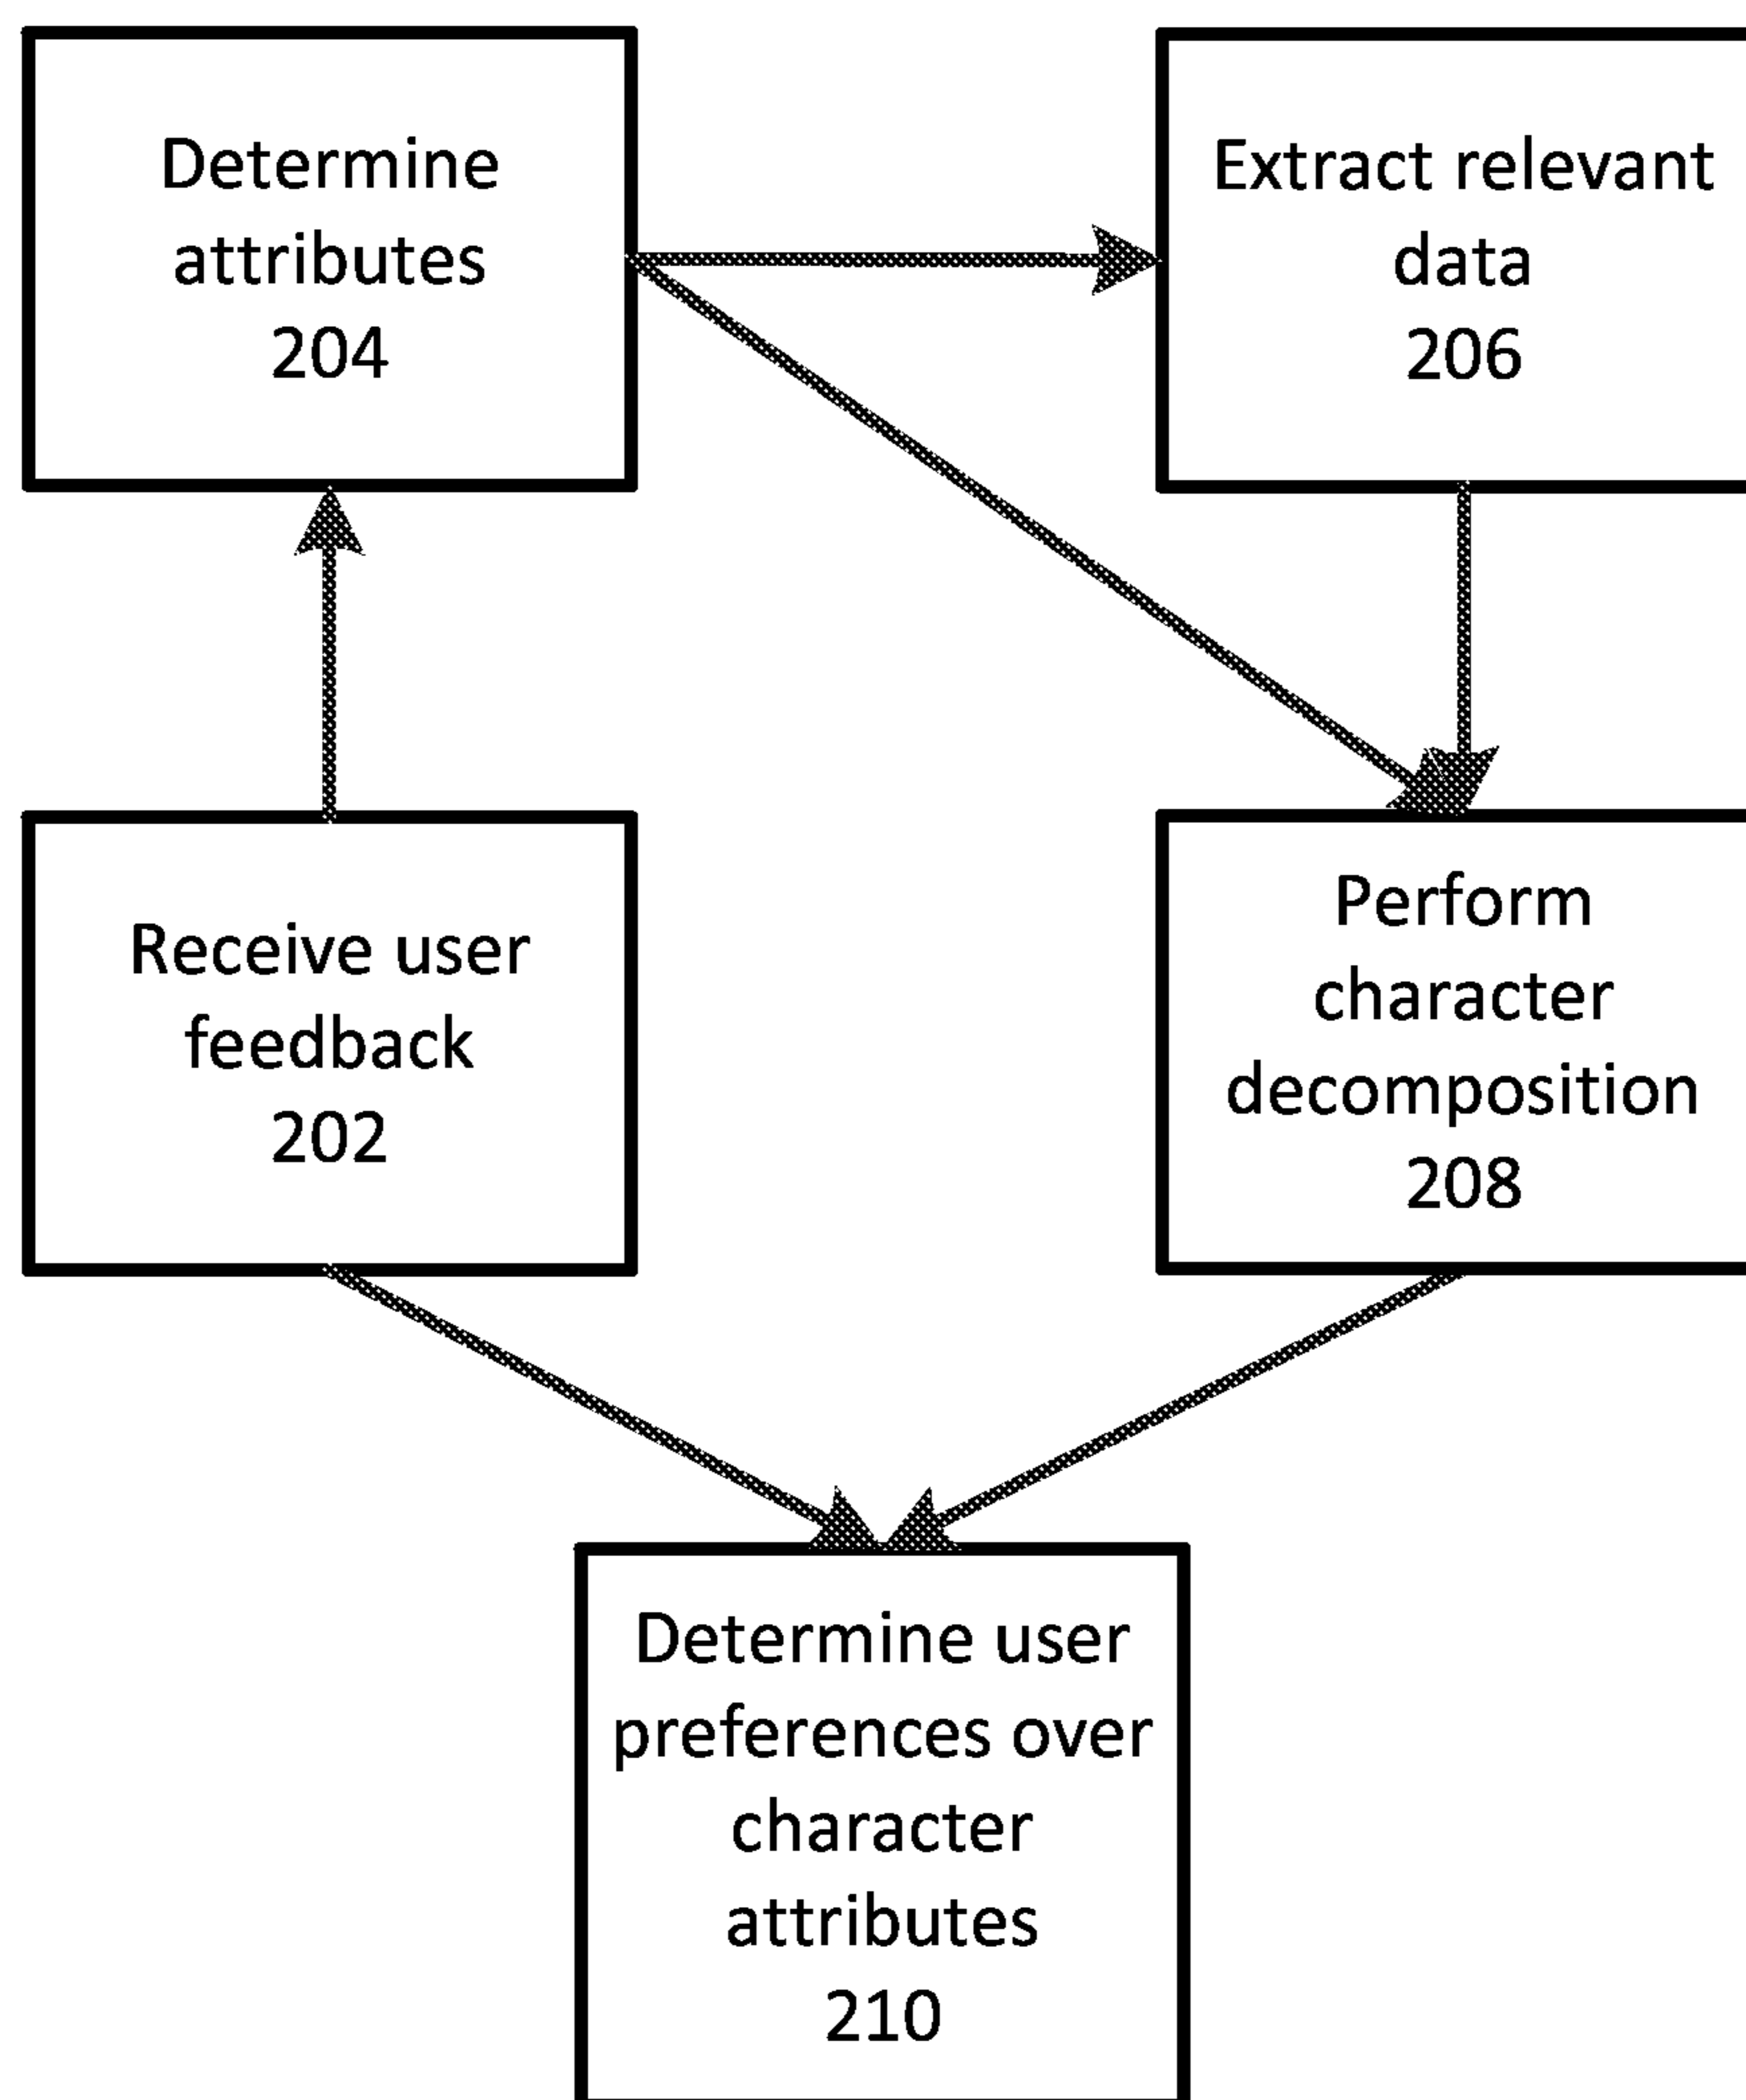 Determine
attributes
204
Extract relevant
data
206
Receive user
feedback
202
Perform
character
decomposition
208
Determine user
preferences over
character
attributes
210